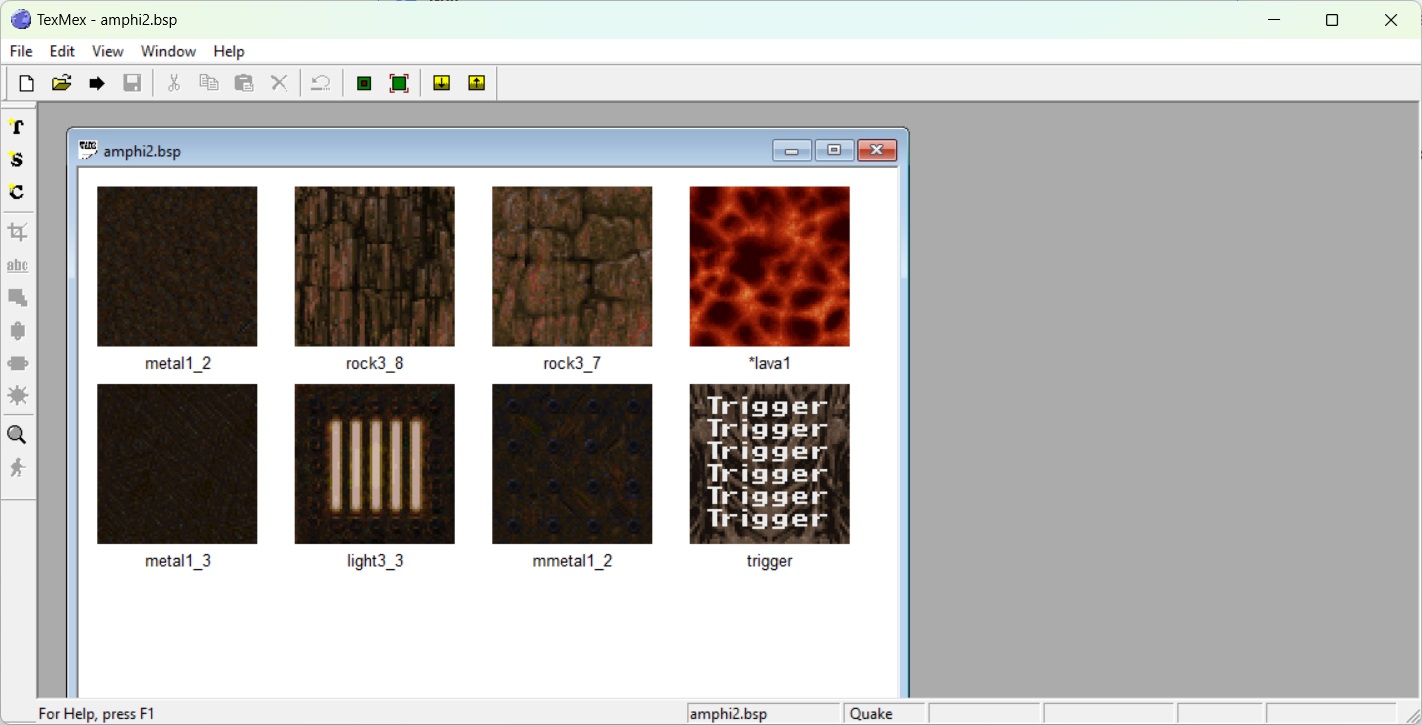 TexMex - amphi2.bsp
File Edit View Window Help
T
S
C
abc
amphi2.bsp
metal1_2 rock3_8 rock3_7 *lava1
Trigger
Trigger
Trigger
Trigger
Trigger
Trigger
metal1_3 light3_3 mmetal1_2 trigger
For Help, press F1 amphi2.bsp Quake